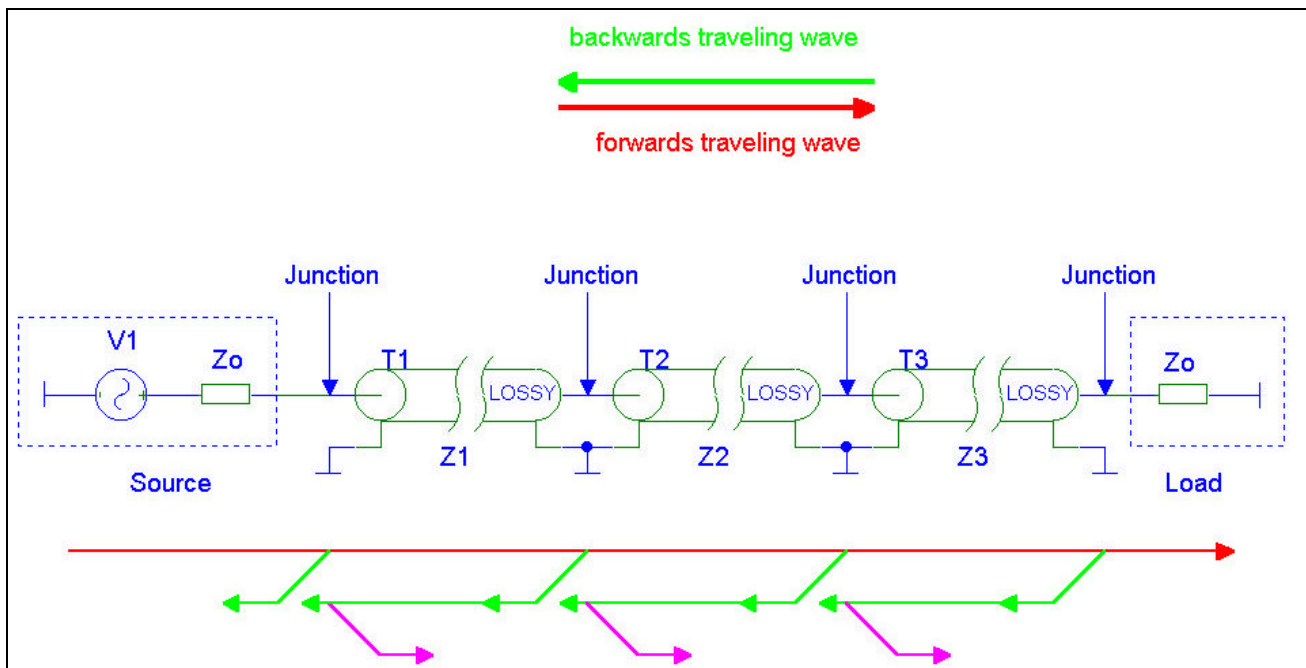 backwards traveling wave
forwards traveling wave
Junction Junction Junction Junction
V1 Zo T1 T2 T3 Zo
LOSSY LOSSY LOSSY
Z1 Z2 Z3
Source Load